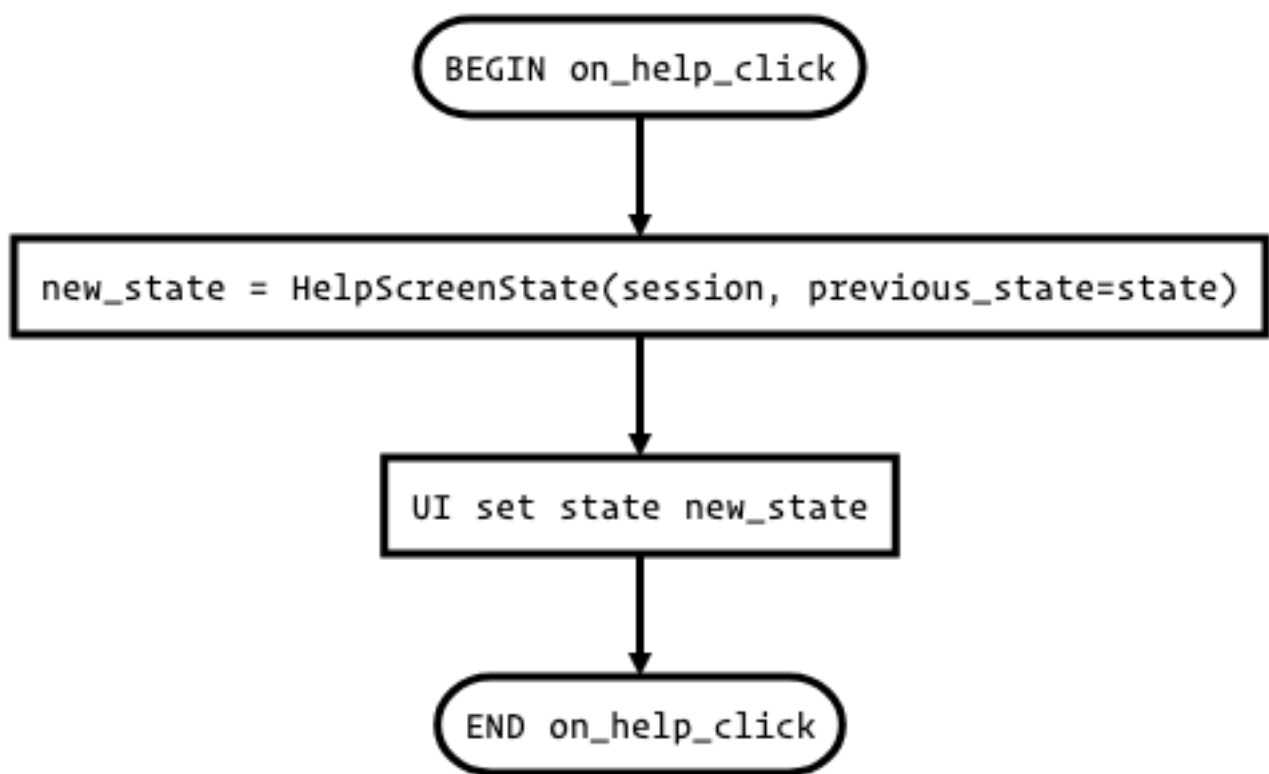 BEGIN on_help_click
new_state = HelpScreenState(session, previous_state=state)
UI set state new_state
END on_help_click